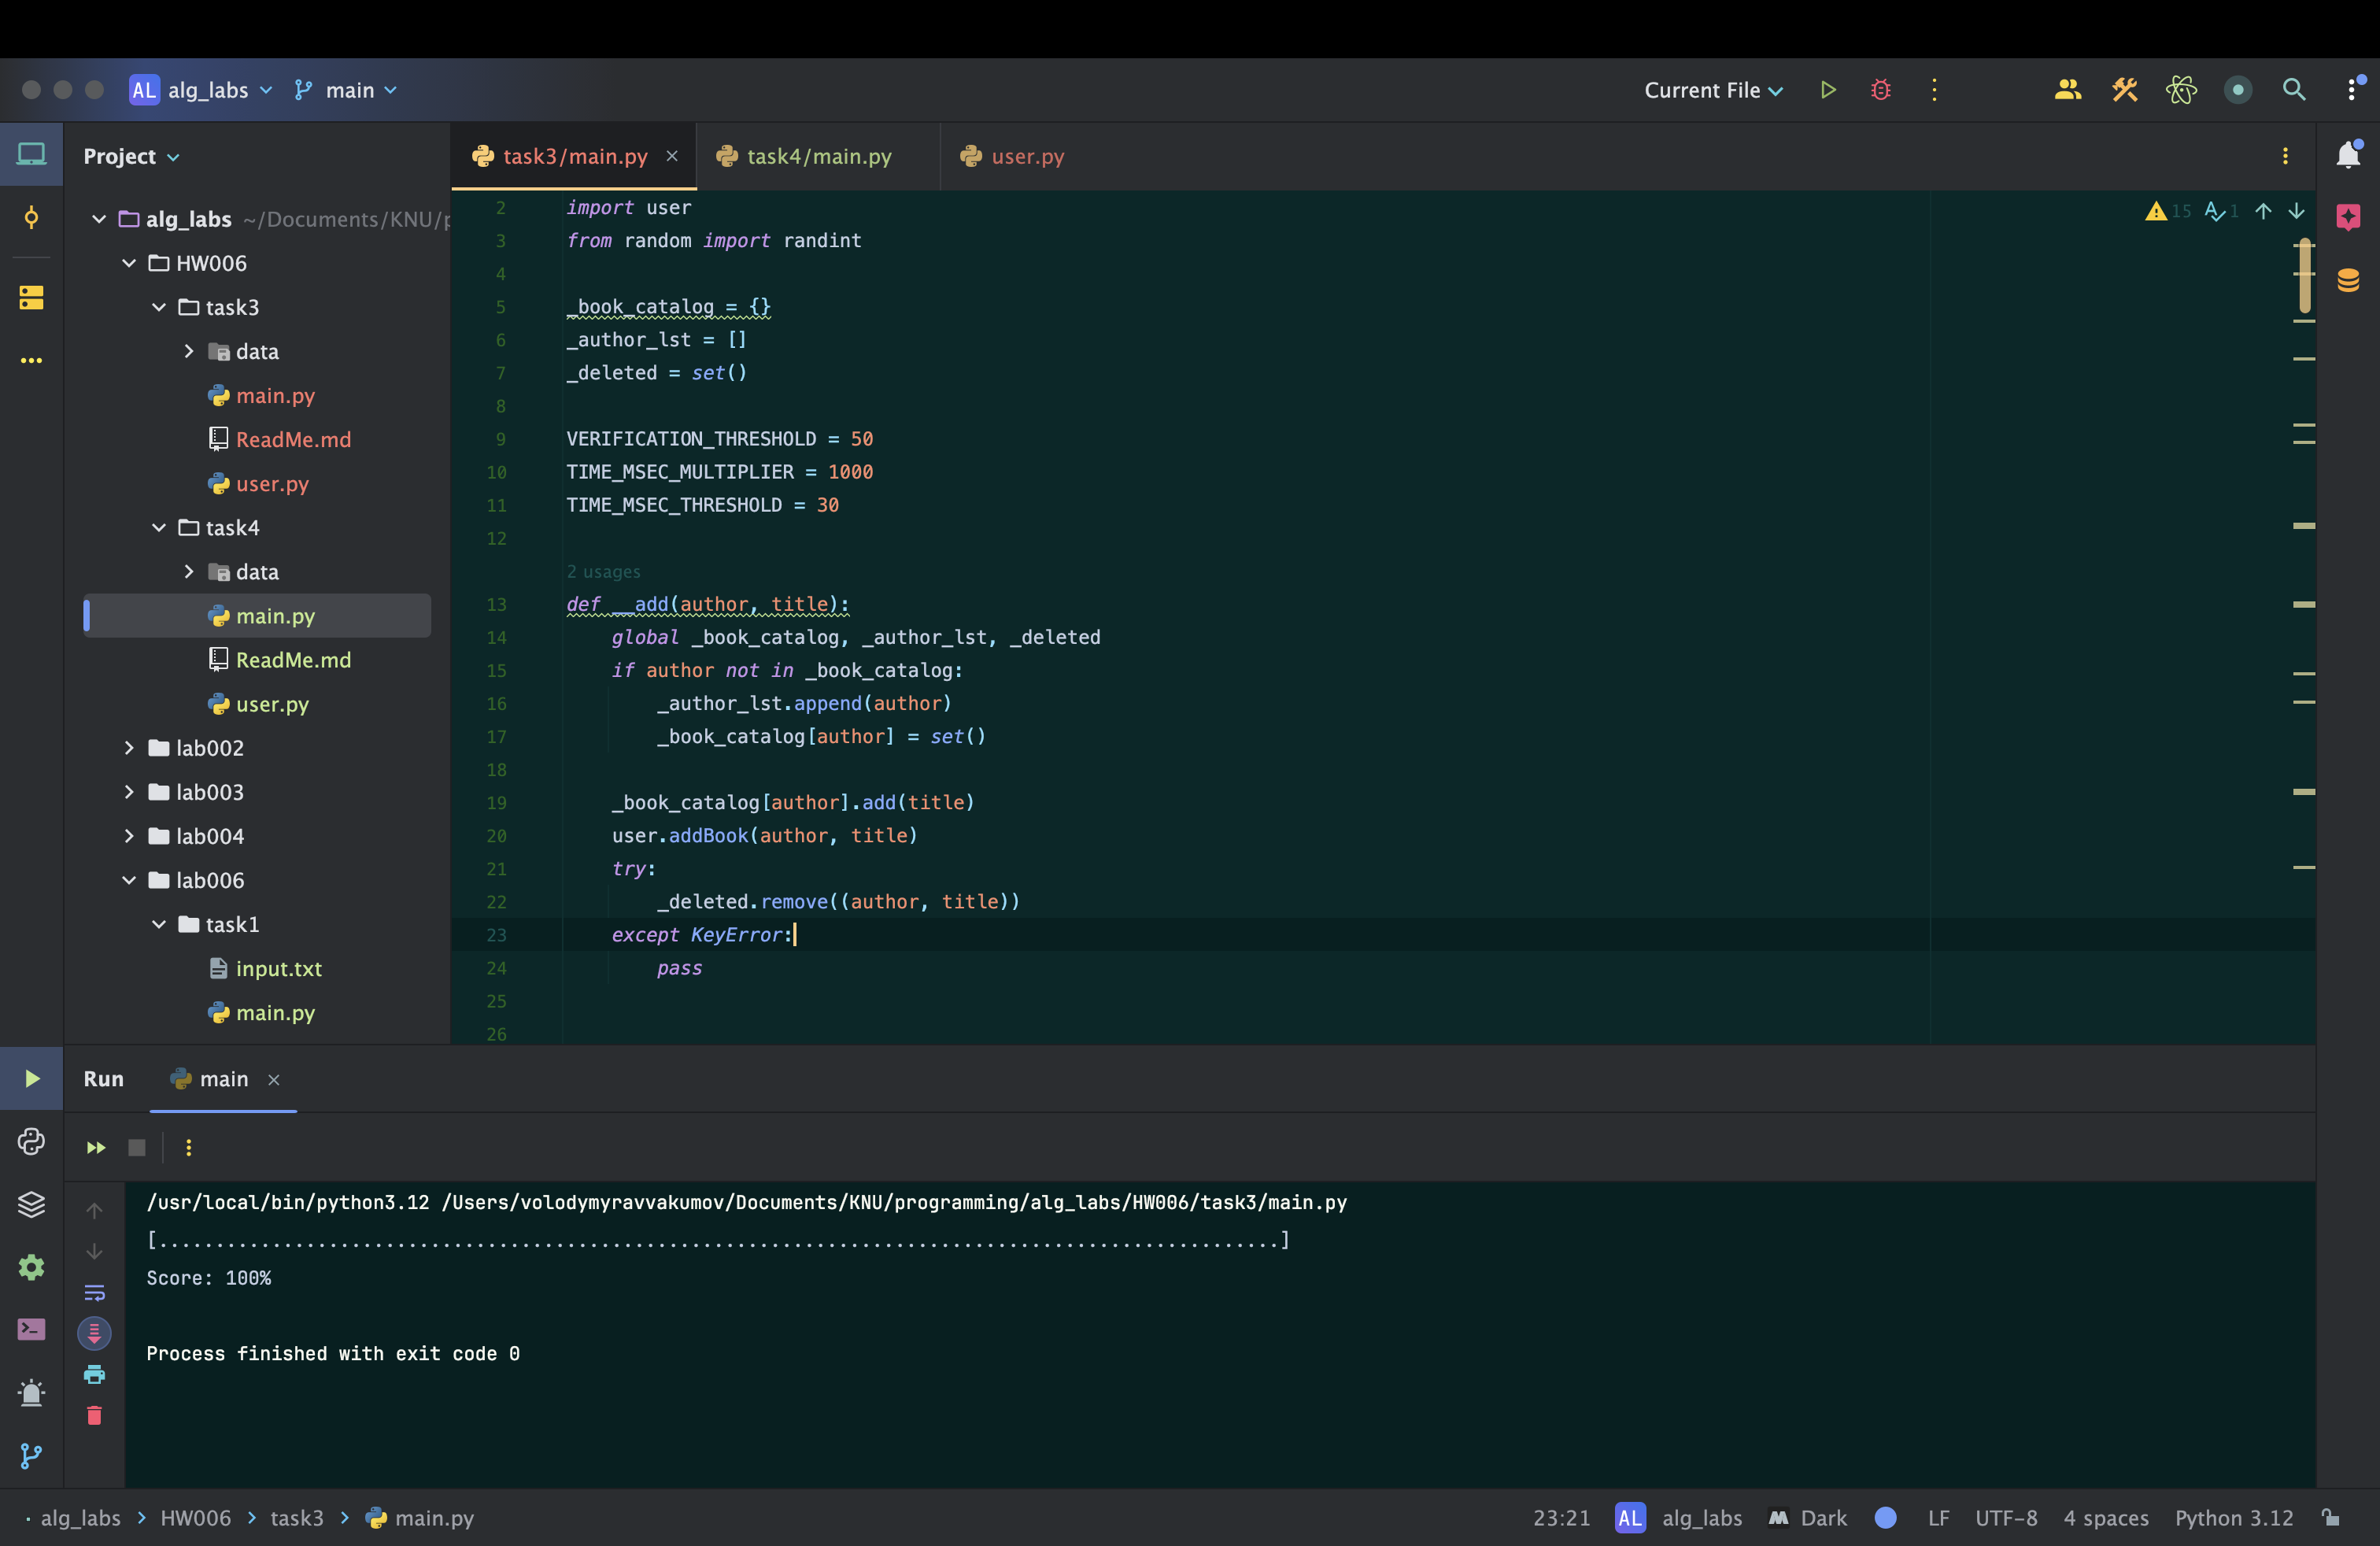 AL alg_labs main Current File
Project
task3/main.py task4/main.py user.py
alg_labs ~/Documents/KNU/
HW006
task3
data
main.py
ReadMe.md
user.py
task4
data
main.py
ReadMe.md
user.py
lab002
lab003
lab004
lab006
task1
input.txt
main.py
15 1
2 import user
3 from random import randint
4
5 _book_catalog = {}
6 _author_lst = []
7 _deleted = set()
8
9 VERIFICATION_THRESHOLD = 50
10 TIME_MSEC_MULTIPLIER = 1000
11 TIME_MSEC_THRESHOLD = 30
12
2 usages
13 def __add(author, title):
14 global _book_catalog, _author_lst, _deleted
15 if author not in _book_catalog:
16 _author_lst.append(author)
17 _book_catalog[author] = set()
18
19 _book_catalog[author].add(title)
20 user.addBook(author, title)
21 try:
22 _deleted.remove((author, title))
23 except KeyError:
24 pass
25
26
Run main
/usr/local/bin/python3.12 /Users/volodymyravvakumov/Documents/KNU/programming/alg_labs/HW006/task3/main.py
[....................................................................................................]
Score: 100%
Process finished with exit code 0
alg_labs > HW006 > task3 > main.py 23:21 AL alg_labs Dark LF UTF-8 4 spaces Python 3.12